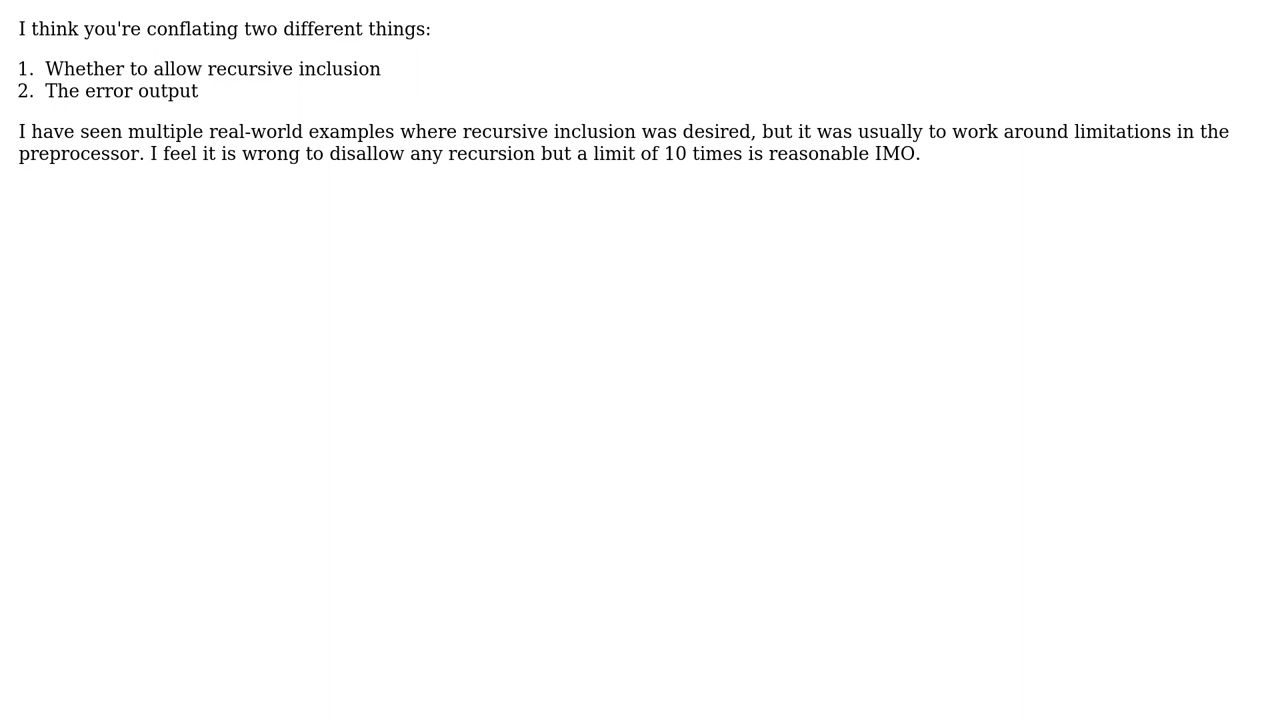 I think you're conflating two different things:
1. Whether to allow recursive inclusion
2. The error output
I have seen multiple real-world examples where recursive inclusion was desired, but it was usually to work around limitations in the
preprocessor. I feel it is wrong to disallow any recursion but a limit of 10 times is reasonable IMO.